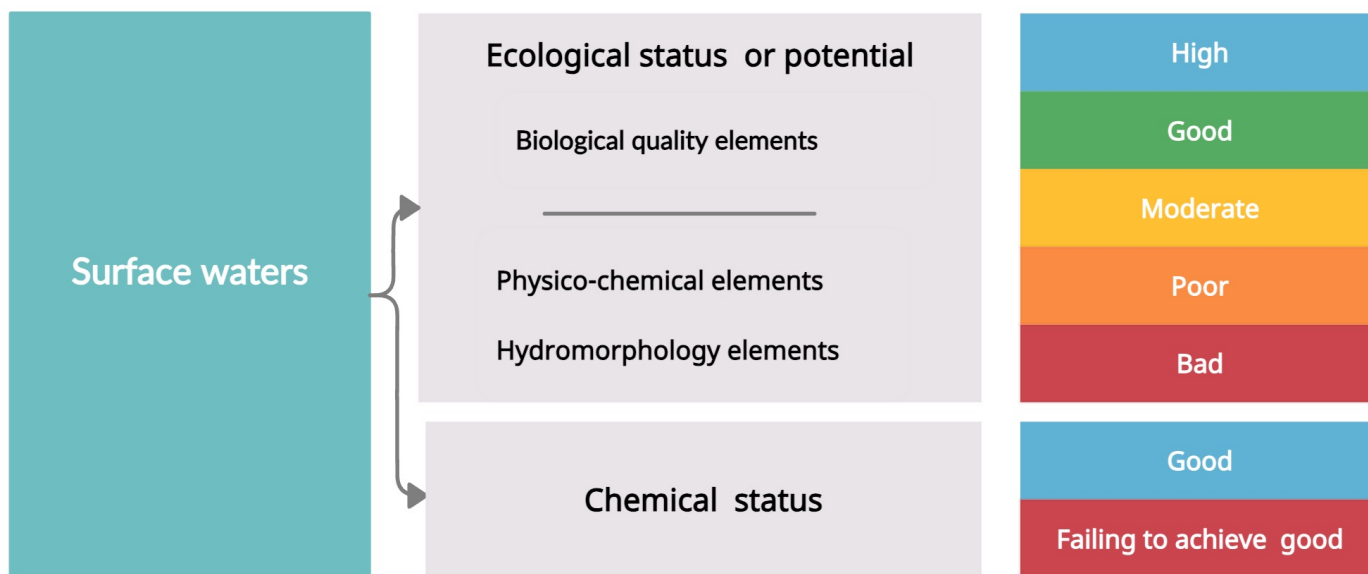 Surface waters
Ecological status or potential
Biological quality elements
Physico-chemical elements
Hydromorphology elements
High
Good
Moderate
Poor
Bad
Chemical status
Good
Failing to achieve good